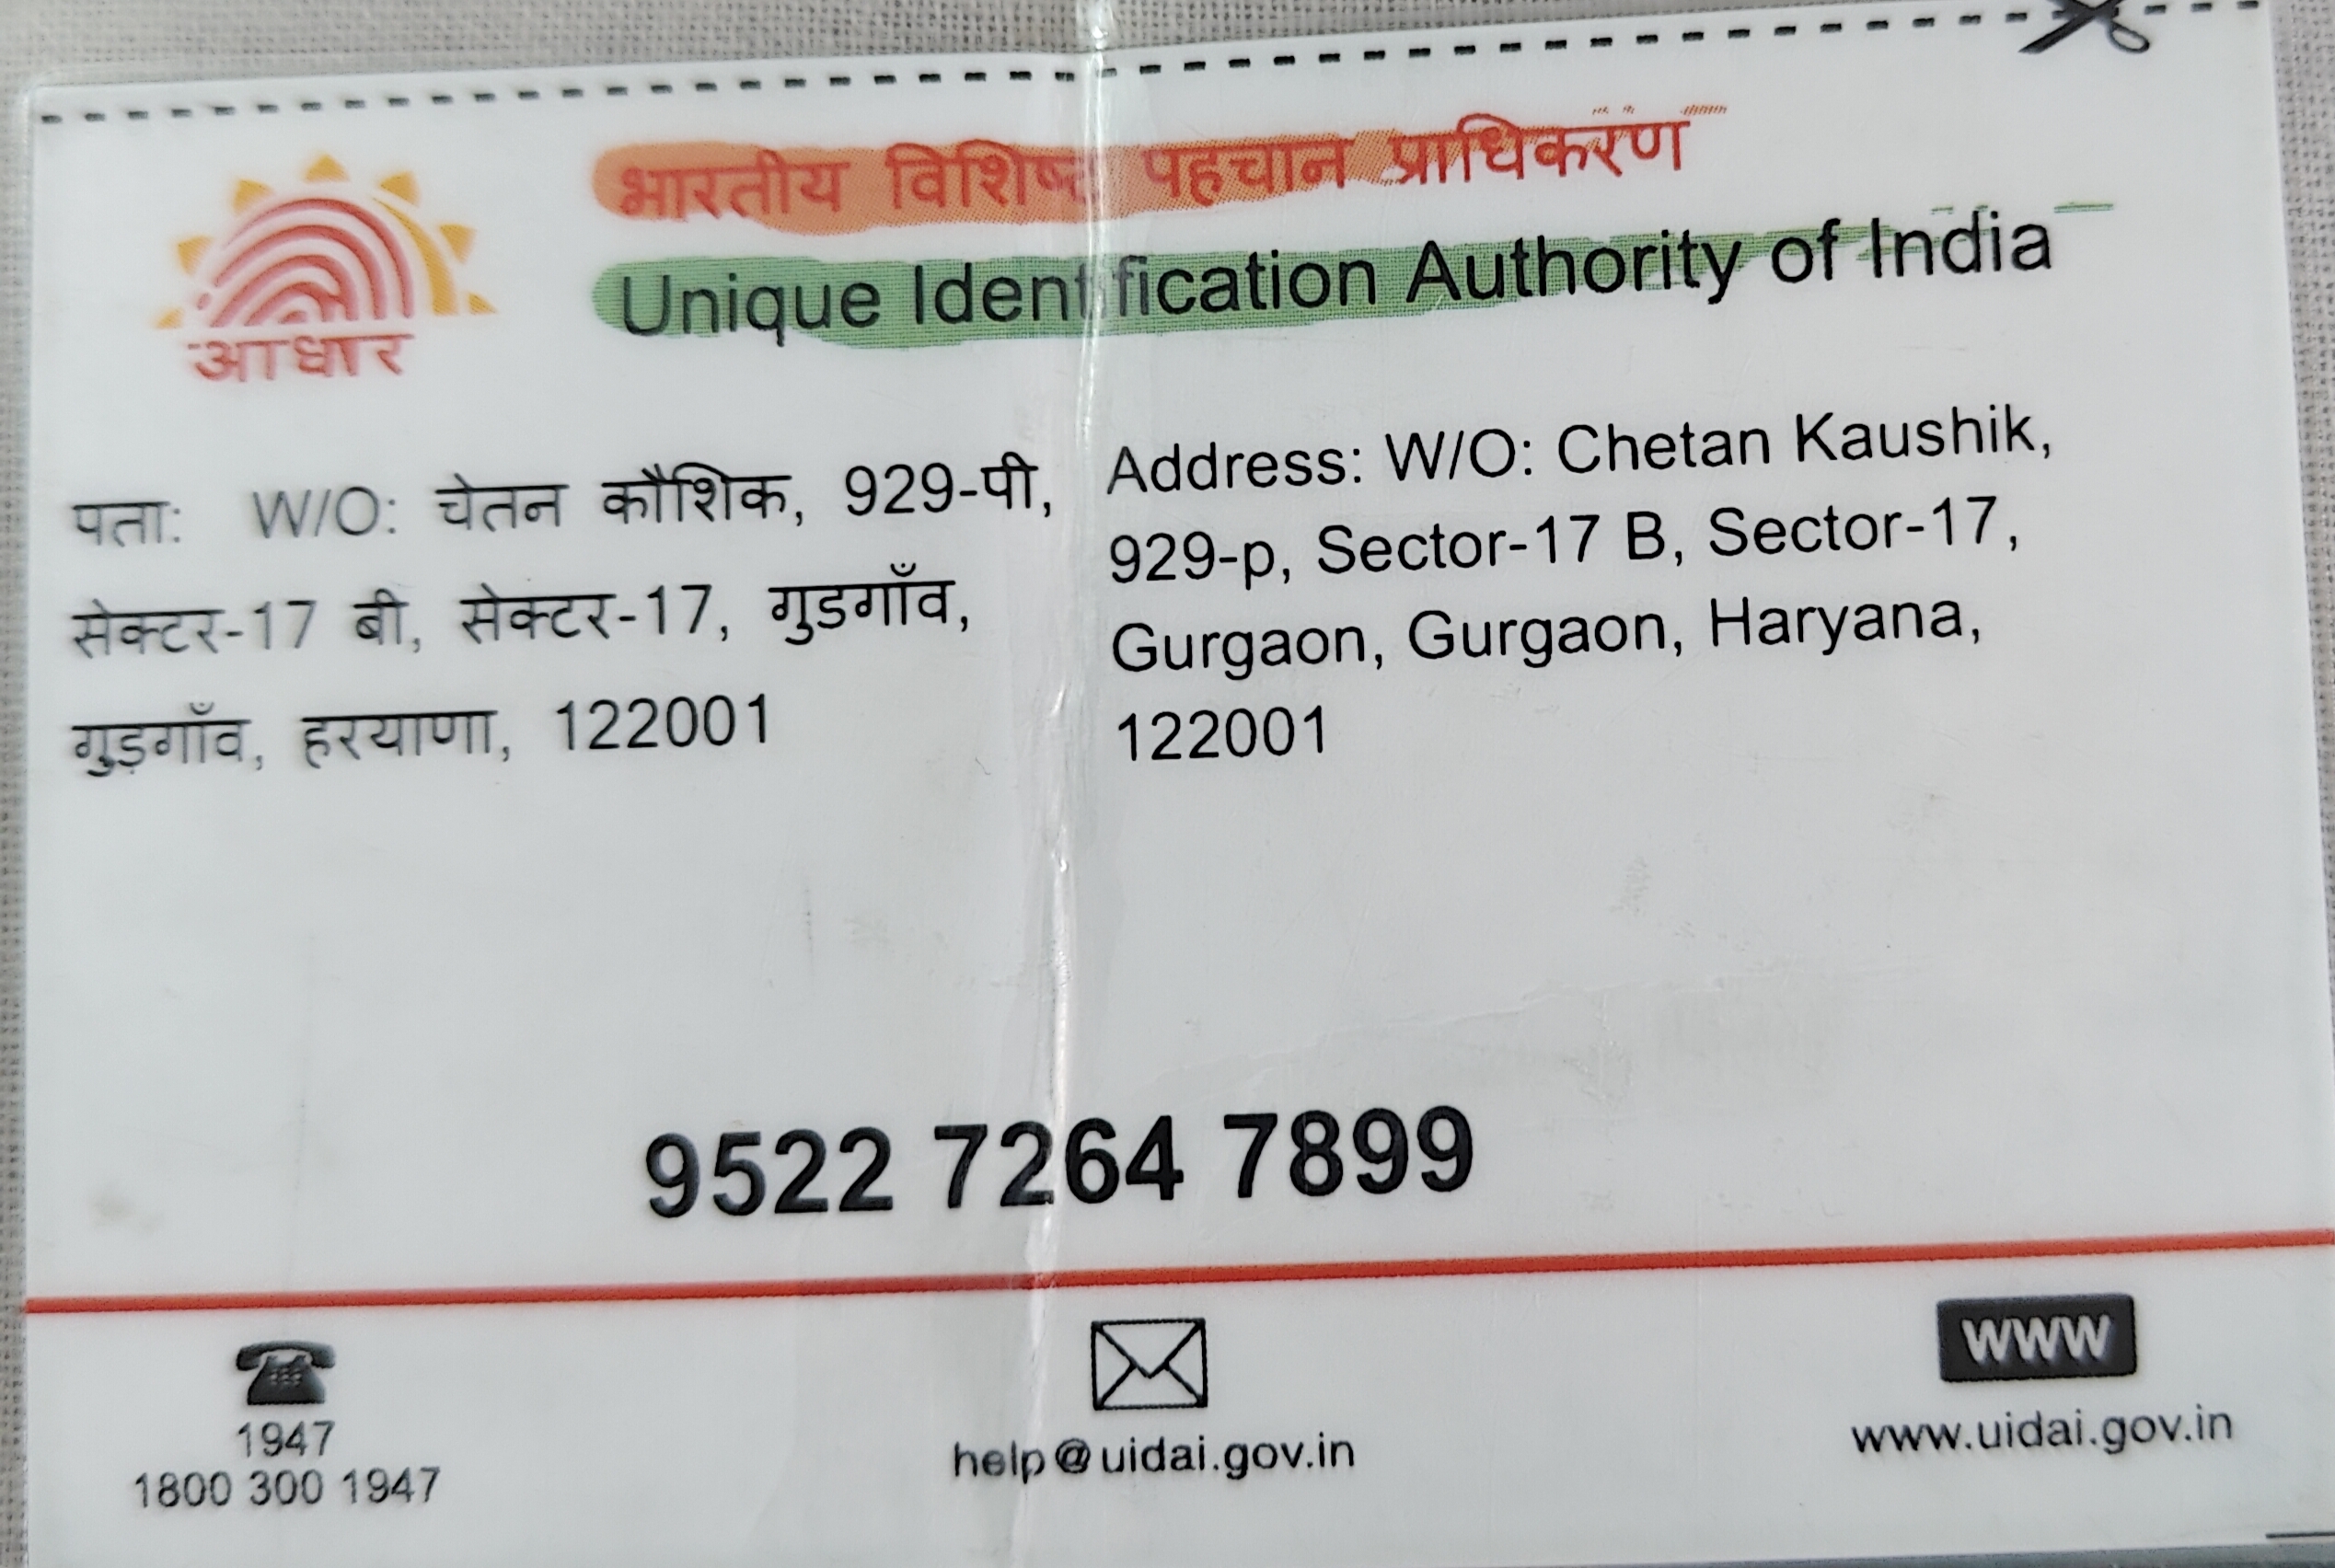 भारतीय विशिष्ट पहचान प्राधिकरण
Unique Identification Authority of India
आधार
पता: W/O: चेतन कौशिक, 929-पी,
सेक्टर-17 बी, सेक्टर-17, गुडगाँव,
गुड़गाँव, हरयाणा, 122001
Address: W/O: Chetan Kaushik,
929-p, Sector-17 B, Sector-17,
Gurgaon, Gurgaon, Haryana,
122001
9522 7264 7899
1947
1800 300 1947
help@uidai.gov.in
WWW
www.uidai.gov.in